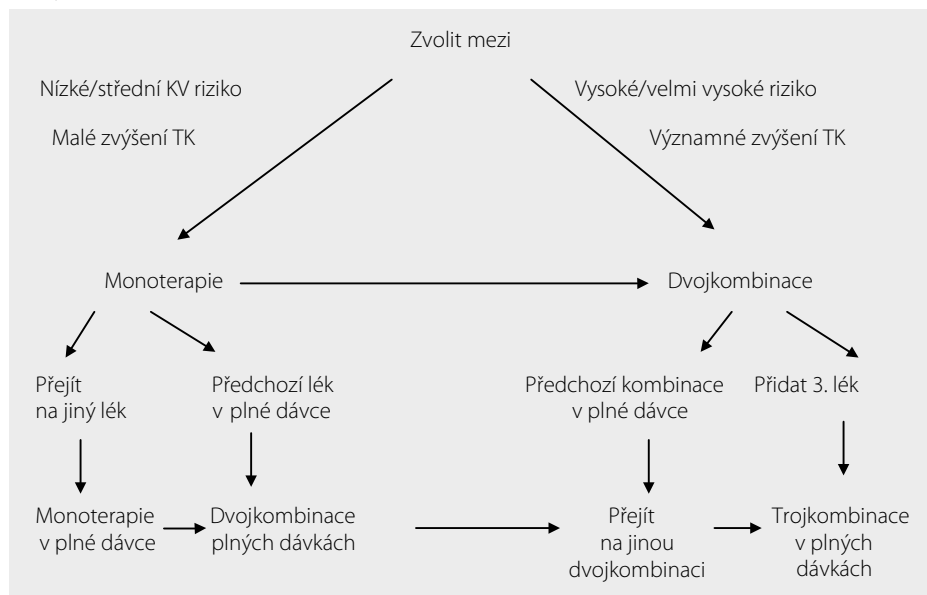 Zvolit mezi
Nízké/střední KV riziko
Vysoké/velmi vysoké riziko
Malé zvýšení TK
Významné zvýšení TK
Monoterapie
Dvojkombinace
Přejít
na jiný lék
Předchozí lék
v plné dávce
Předchozí kombinace
v plné dávce
Přidat 3. lék
Monoterapie
v plné dávce
Dvojkombinace
plných dávkách
Přejít
na jinou
dvojkombinaci
Trojkombinace
v plných
dávkách